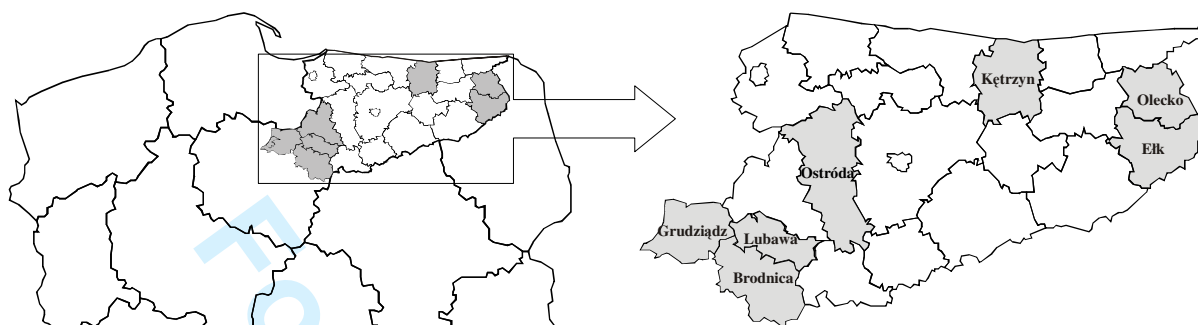 Kętrzyn
Olecko
Ełk
Ostróda
Grudziądz
Lubawa
Brodnica